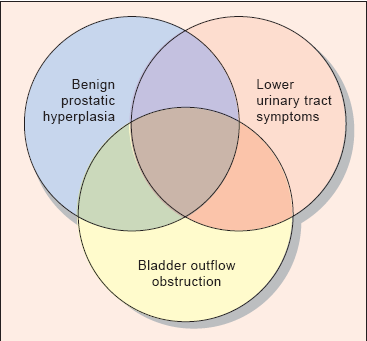 Benign
prostatic
hyperplasia
Lower
urinary tract
symptoms
Bladder outflow
obstruction